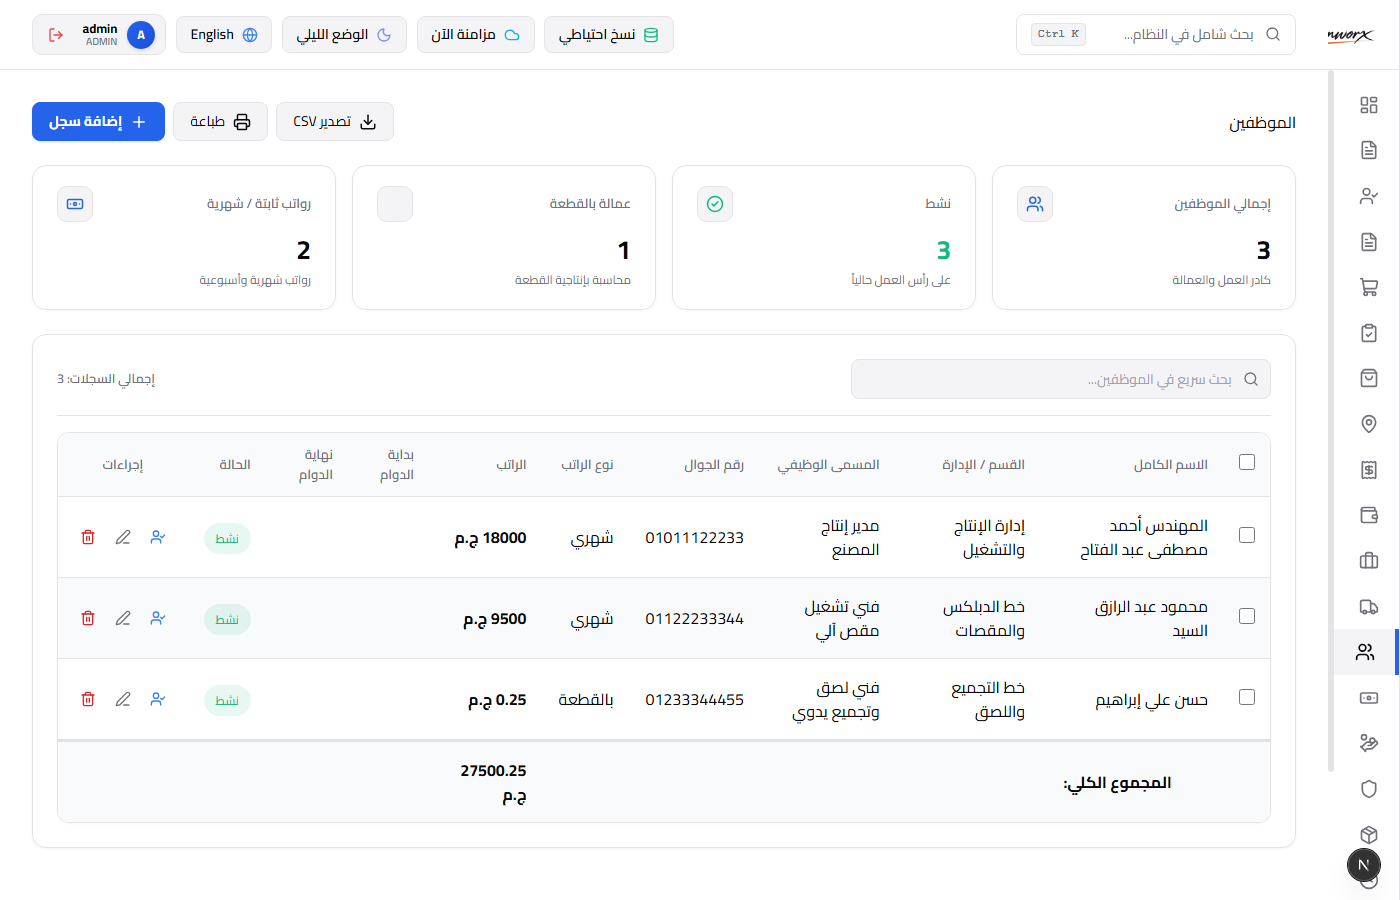 nworx
بحث شامل في النظام...
Ctrl K
نسخ احتياطي
مزامنة الآن
الوضع الليلي
English
A
admin
ADMIN
الموظفين
تصدير CSV
طباعة
إضافة سجل
إجمالي الموظفين
3
كادر العمل والعمالة
نشط
3
على رأس العمل حالياً
عمالة بالقطعة
1
محاسبة بإنتاجية القطعة
رواتب ثابتة / شهرية
2
رواتب شهرية وأسبوعية
بحث سريع في الموظفين...
إجمالي السجلات: 3
الاسم الكامل
القسم / الإدارة
المسمى الوظيفي
رقم الجوال
نوع الراتب
الراتب
بداية
الدوام
نهاية
الدوام
الحالة
إجراءات
المهندس أحمد
مصطفى عبد الفتاح
إدارة الإنتاج
والتشغيل
مدير إنتاج
المصنع
01011122233
شهري
18000 ج.م
نشط
محمود عبد الرازق
السيد
خط الدبلكس
والمقصات
فني تشغيل
مقص آلي
01122233344
شهري
9500 ج.م
نشط
حسن علي إبراهيم
خط التجميع
واللصق
فني لصق
وتجميع يدوي
01233344455
بالقطعة
0.25 ج.م
نشط
المجموع الكلي:
27500.25
ج.م
N